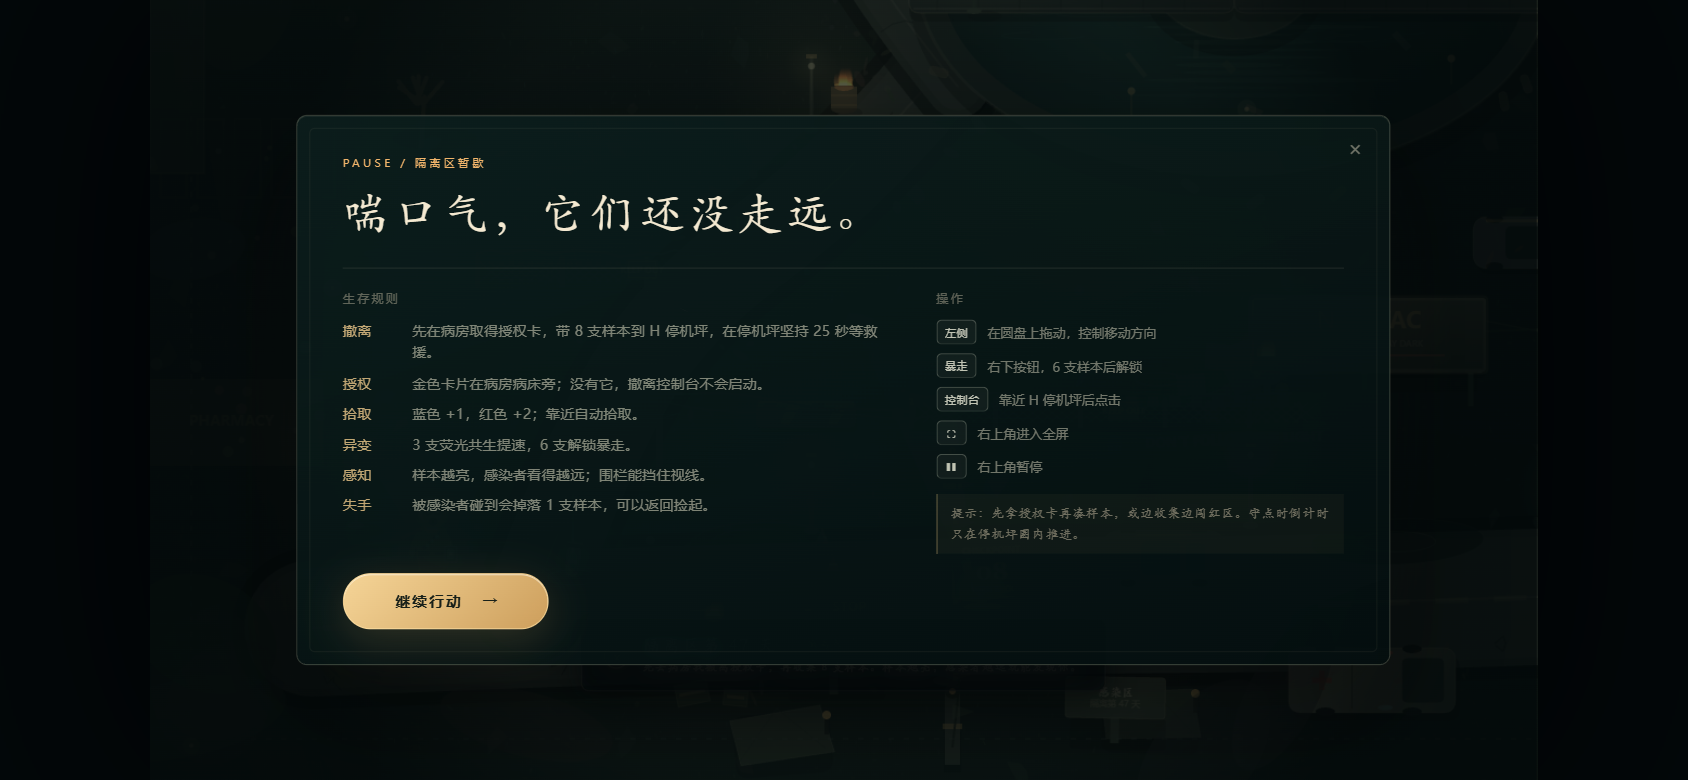 PAUSE / 隔离区暂歇
×
喘口气，它们还没走远。
生存规则
撤离 先在病房取得授权卡，带 8 支样本到 H 停机坪，在停机坪坚持 25 秒等救
援。
授权 金色卡片在病房病床旁；没有它，撤离控制台不会启动。
拾取 蓝色 +1，红色 +2；靠近自动拾取。
异变 3 支荧光共生提速，6 支解锁暴走。
感知 样本越亮，感染者看得越远；围栏能挡住视线。
失手 被感染者碰到会掉落 1 支样本，可以返回捡起。
操作
左侧 在圆盘上拖动，控制移动方向
暴走 右下按钮，6 支样本后解锁
控制台 靠近 H 停机坪后点击
右上角进入全屏
右上角暂停
提示：先拿授权卡再凑样本，或边收集边闯红区。守点时倒计时
只在停机坪圈内推进。
继续行动 →
PHARMACY
AC